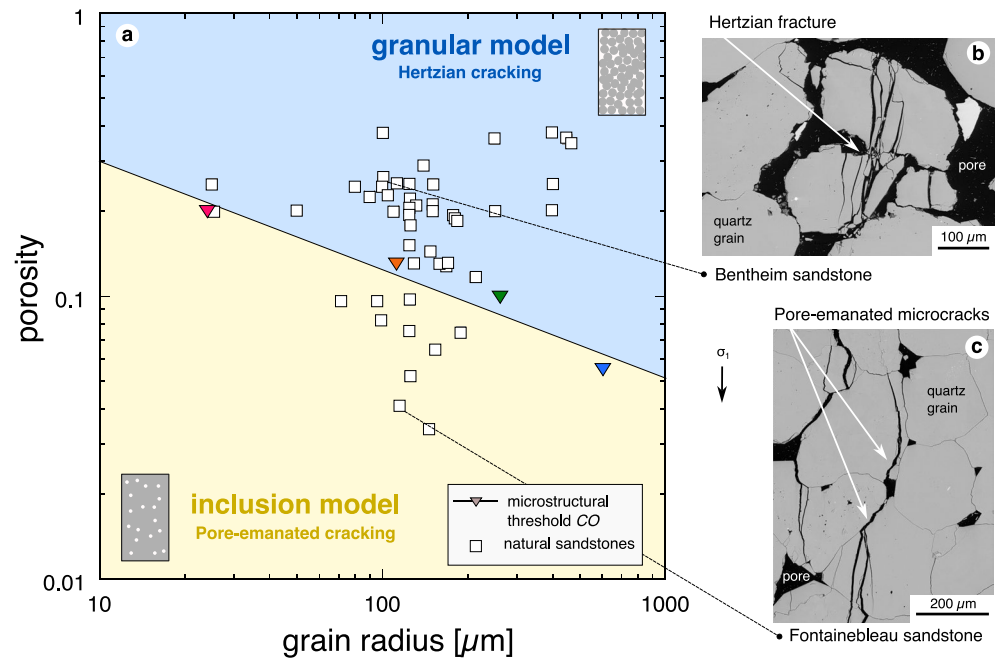 a
granular model
Hertzian cracking
inclusion model
Pore-emanated cracking
microstructural
threshold CO
natural sandstones
porosity
1
0.1
0.01
10
100
1000
grain radius [µm]
Hertzian fracture
b
pore
quartz
grain
100 µm
Bentheim sandstone
Pore-emanated microcracks
c
σ1
quartz
grain
pore
200 µm
Fontainebleau sandstone